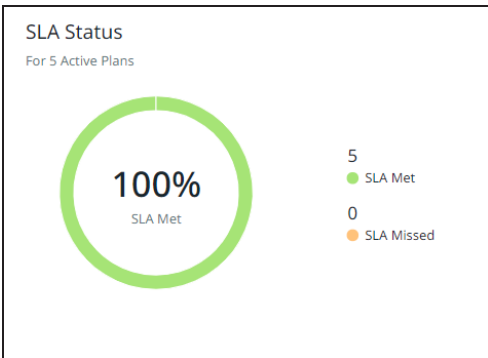 SLA Status
For 5 Active Plans
100%
SLA Met
5
SLA Met
0
SLA Missed